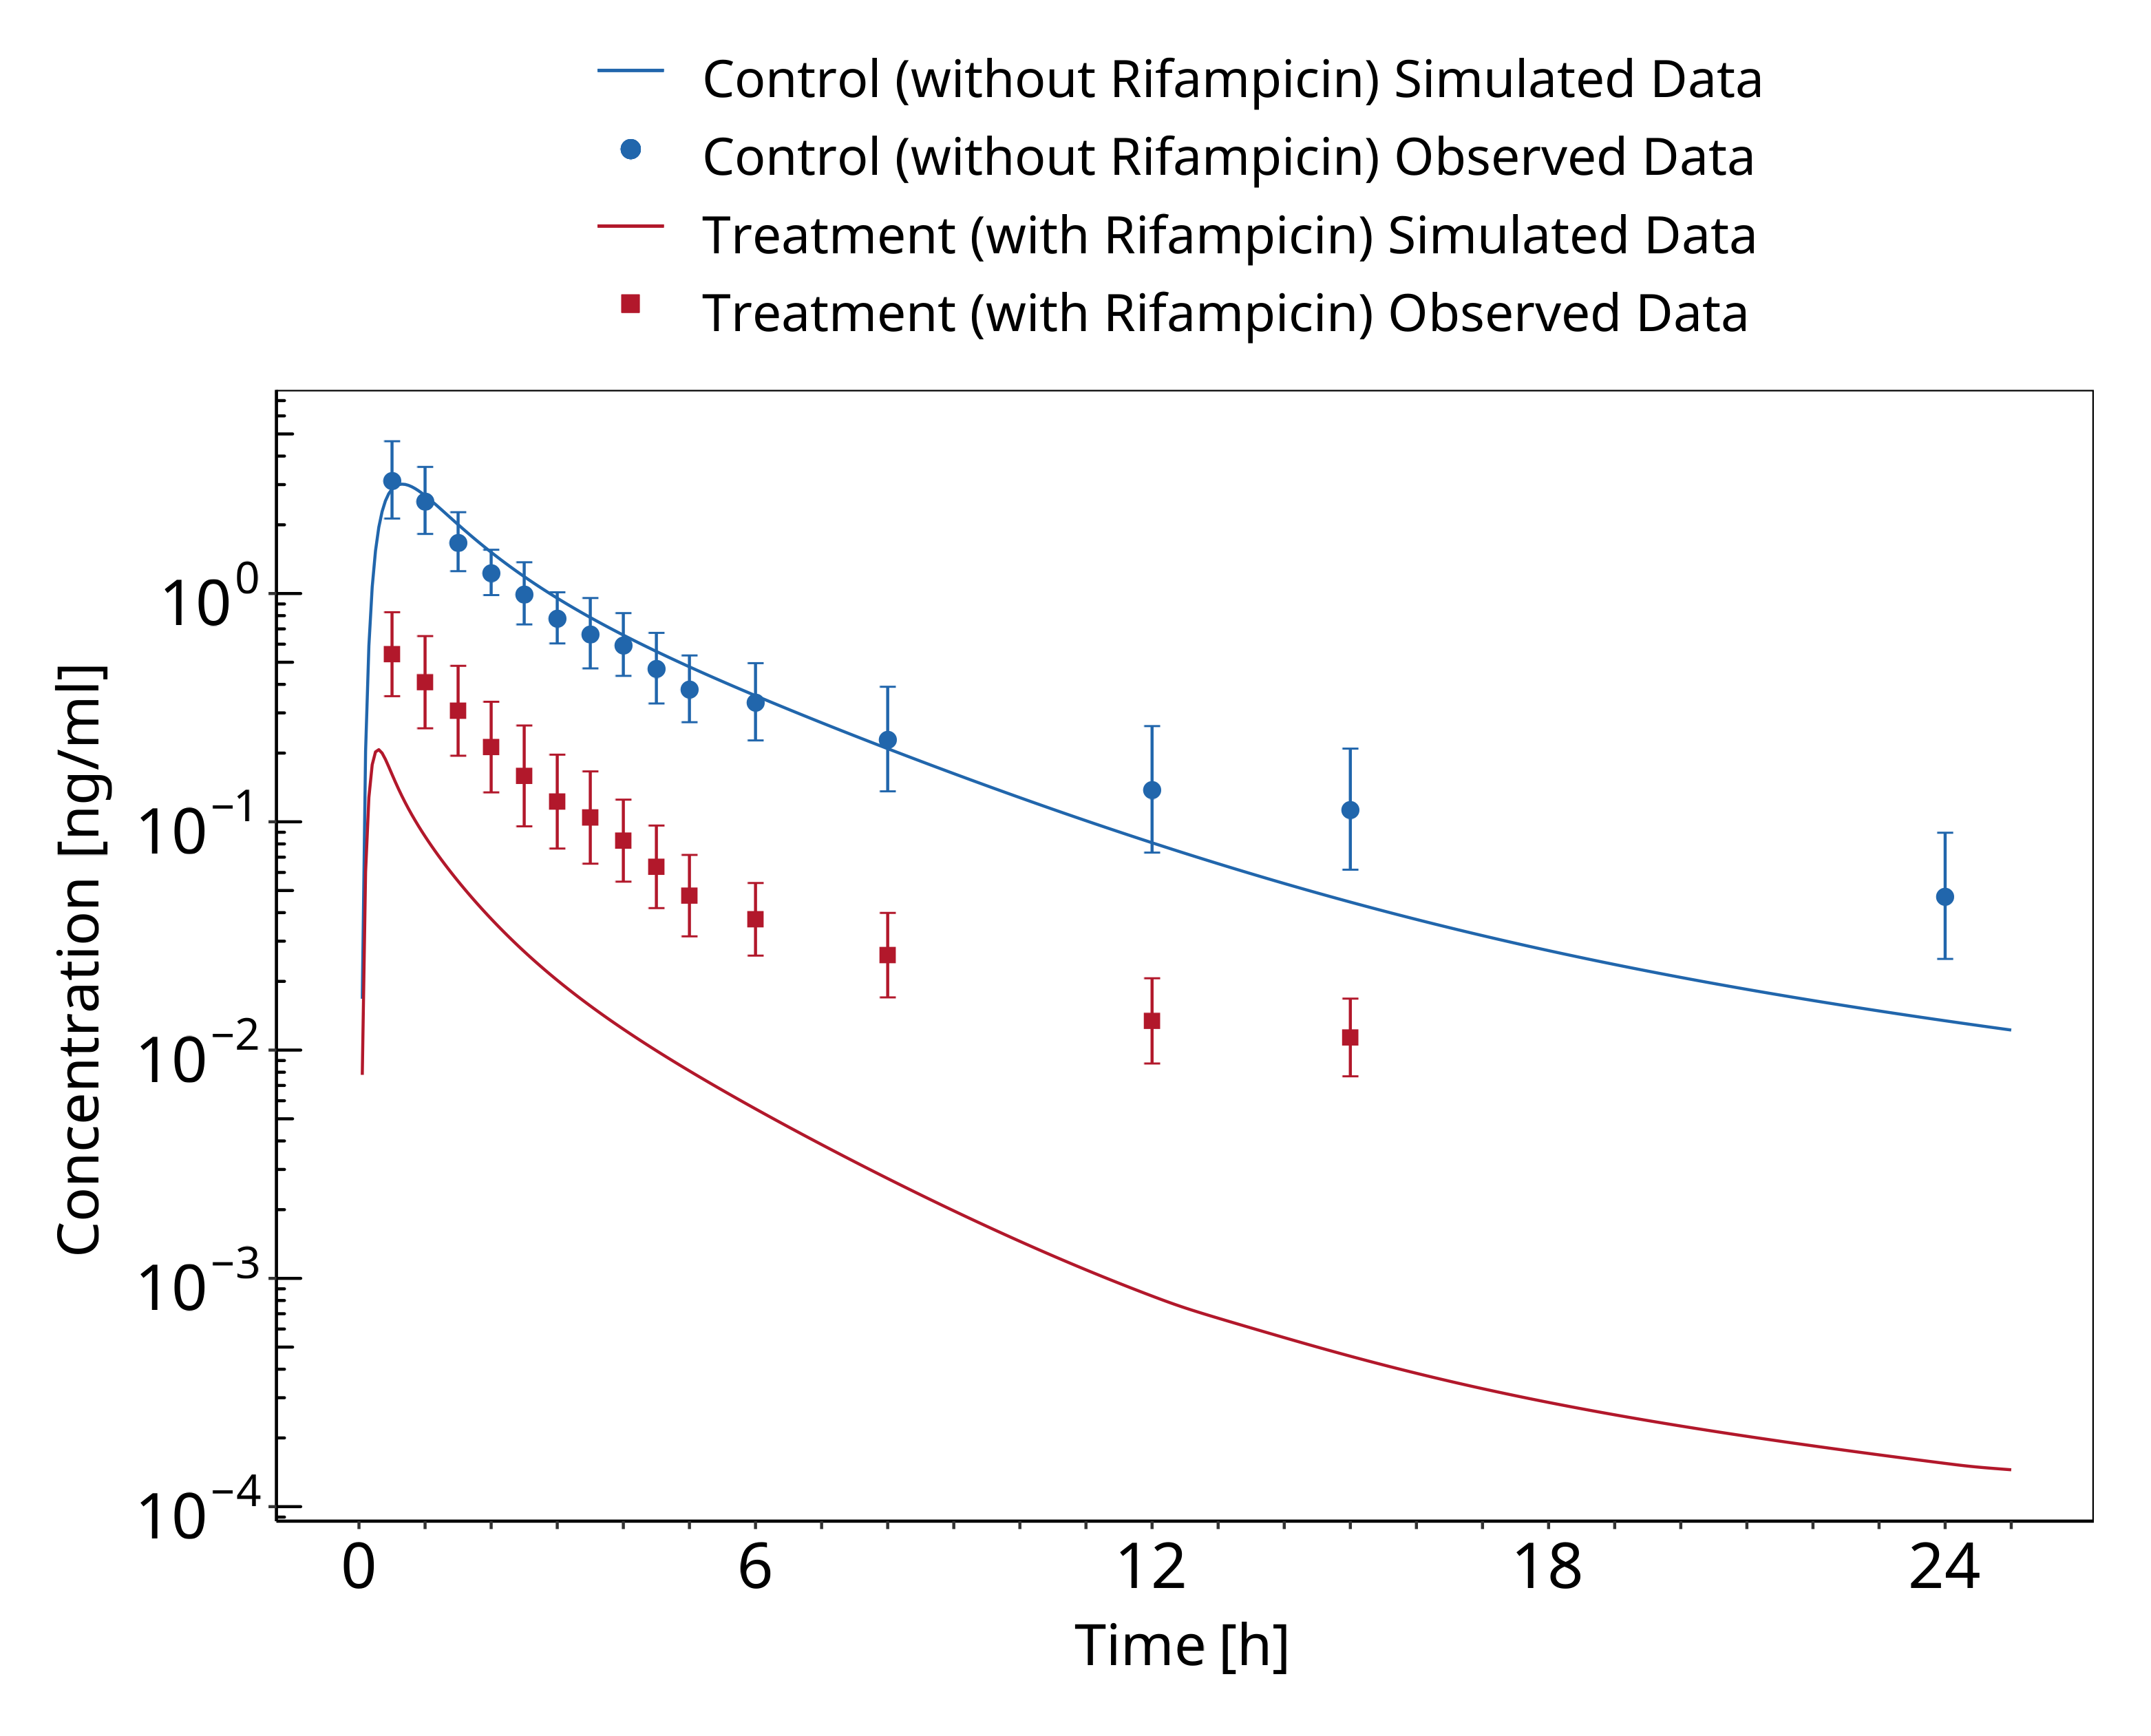 Control (without Rifampicin) Simulated Data
Control (without Rifampicin) Observed Data
Treatment (with Rifampicin) Simulated Data
Treatment (with Rifampicin) Observed Data
Concentration [ng/ml]
10⁰
10⁻¹
10⁻²
10⁻³
10⁻⁴
0 6 12 18 24
Time [h]